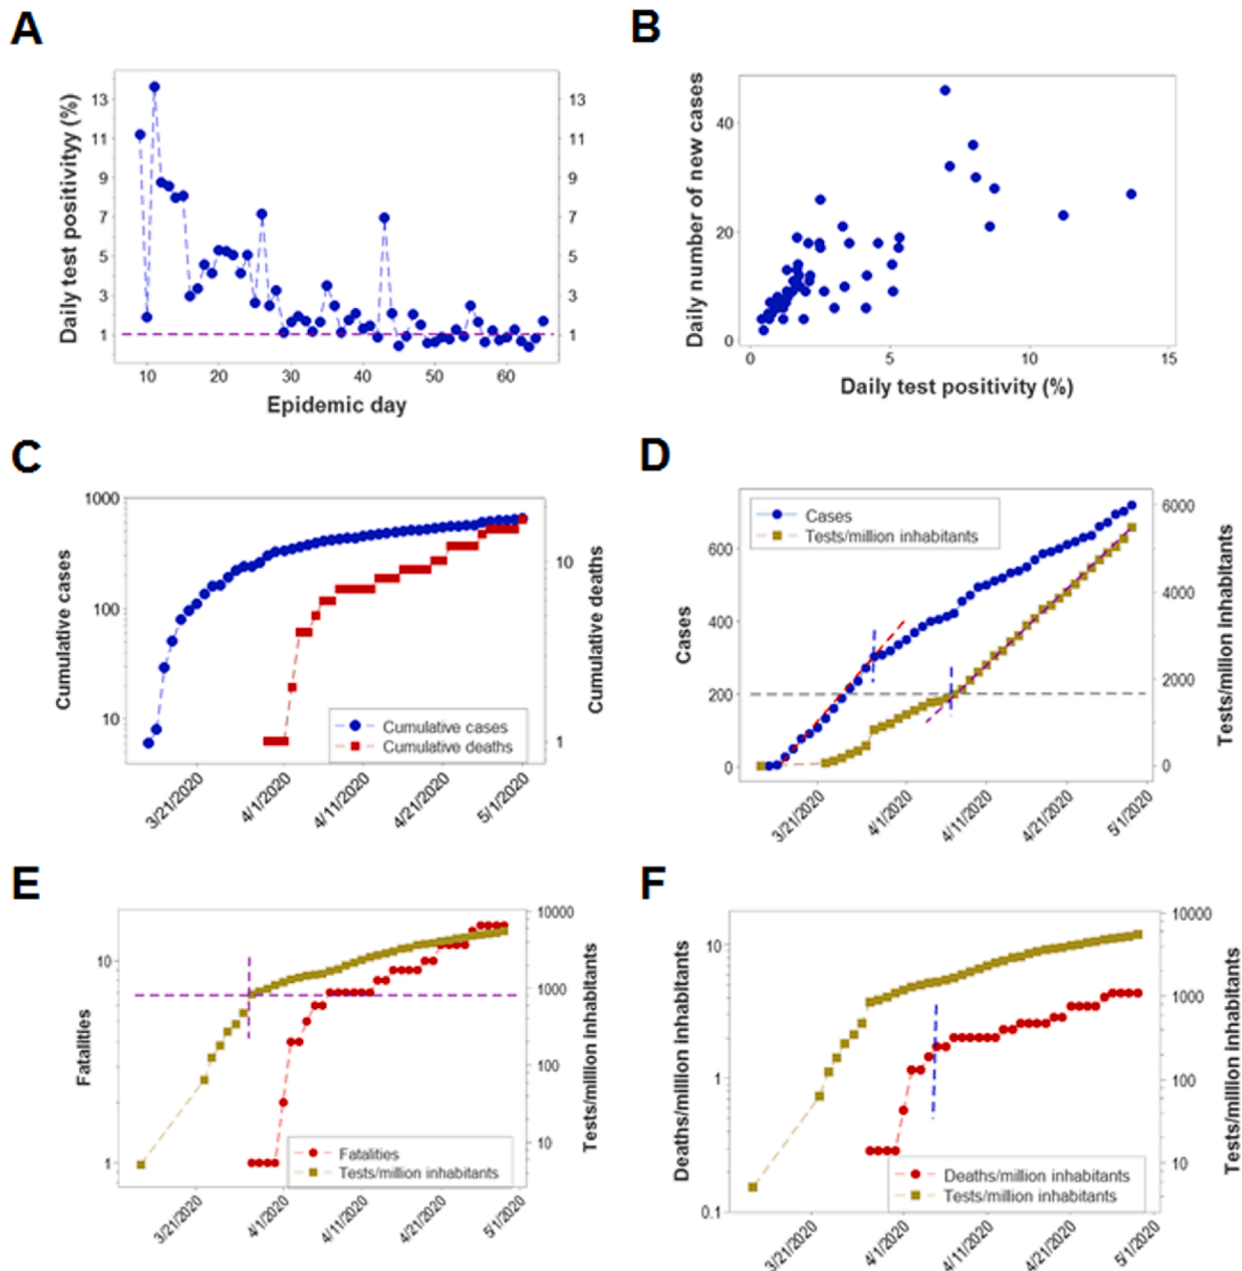 A
Daily test positivityy (%)
13
11
9
7
5
3
1
13
11
9
7
5
3
1
10
20
30
40
50
60
Epidemic day
B
Daily number of new cases
40
20
0
0
5
10
15
Daily test positivity (%)
C
Cumulative cases
1000
100
10
10
1
Cumulative deaths
Cumulative cases
Cumulative deaths
3/21/2020
4/1/2020
4/11/2020
4/21/2020
5/1/2020
D
Cases
600
400
200
0
6000
4000
2000
0
Tests/million inhabitants
Cases
Tests/million inhabitants
3/21/2020
4/1/2020
4/11/2020
4/21/2020
5/1/2020
E
Fatalities
10
1
10000
1000
100
10
Tests/million inhabitants
Fatalities
Tests/million inhabitants
3/21/2020
4/1/2020
4/11/2020
4/21/2020
5/1/2020
F
Deaths/million inhabitants
10
1
0.1
10000
1000
100
10
Tests/million inhabitants
Deaths/million inhabitants
Tests/million inhabitants
3/21/2020
4/1/2020
4/11/2020
4/21/2020
5/1/2020